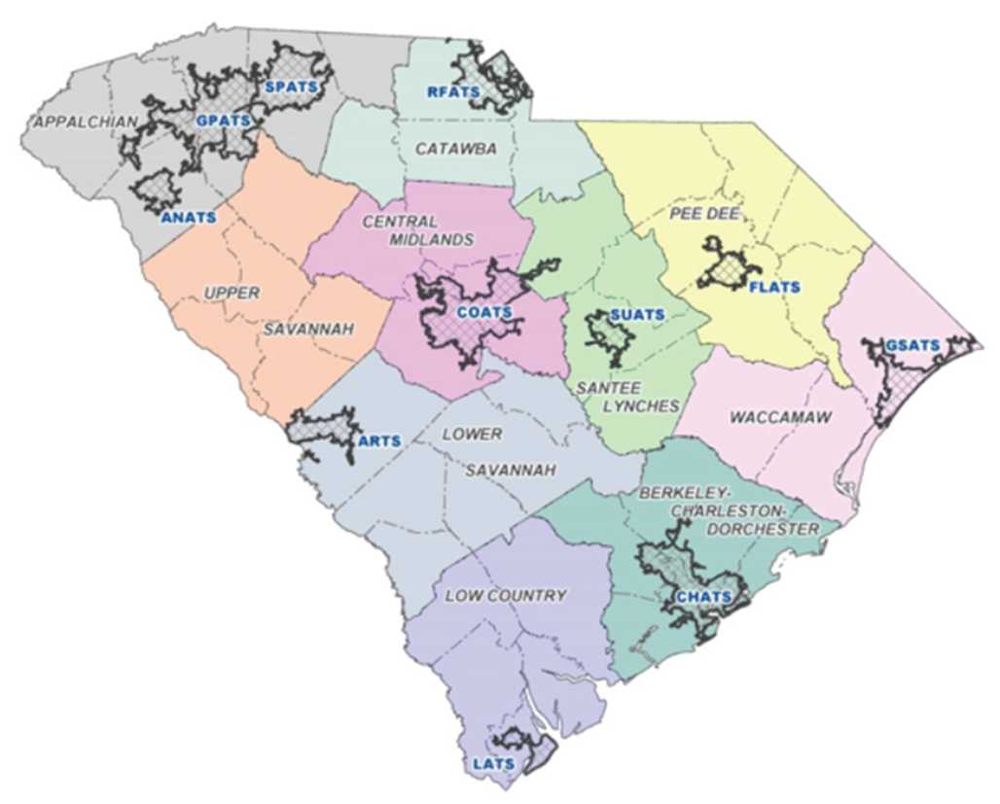 SPATS
RFATS
APPALCHIAN
GPATS
CATAWBA
ANATS
CENTRAL
MIDLANDS
PEE DEE
UPPER
SAVANNAH
COATS
SUATS
FLATS
GSATS
SANTEE
LYNCHES
WACCAMAW
ARTS
LOWER
SAVANNAH
BERKELEY-
CHARLESTON-
DORCHESTER
LOW COUNTRY
CHATS
LATS